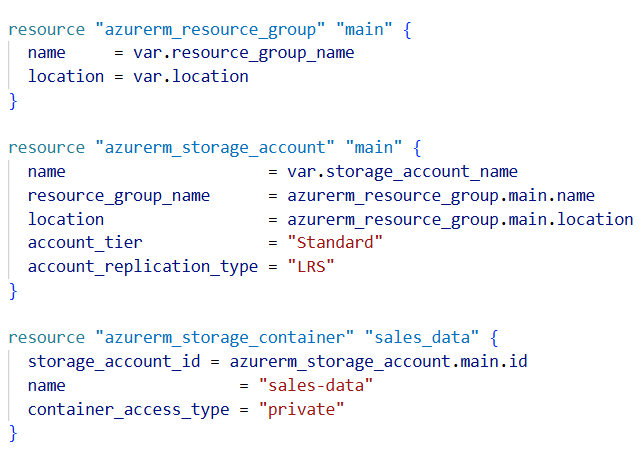 resource "azurerm_resource_group" "main" {
  name     = var.resource_group_name
  location = var.location
}

resource "azurerm_storage_account" "main" {
  name                     = var.storage_account_name
  resource_group_name      = azurerm_resource_group.main.name
  location                 = azurerm_resource_group.main.location
  account_tier             = "Standard"
  account_replication_type = "LRS"
}

resource "azurerm_storage_container" "sales_data" {
  storage_account_id = azurerm_storage_account.main.id
  name                  = "sales-data"
  container_access_type = "private"
}